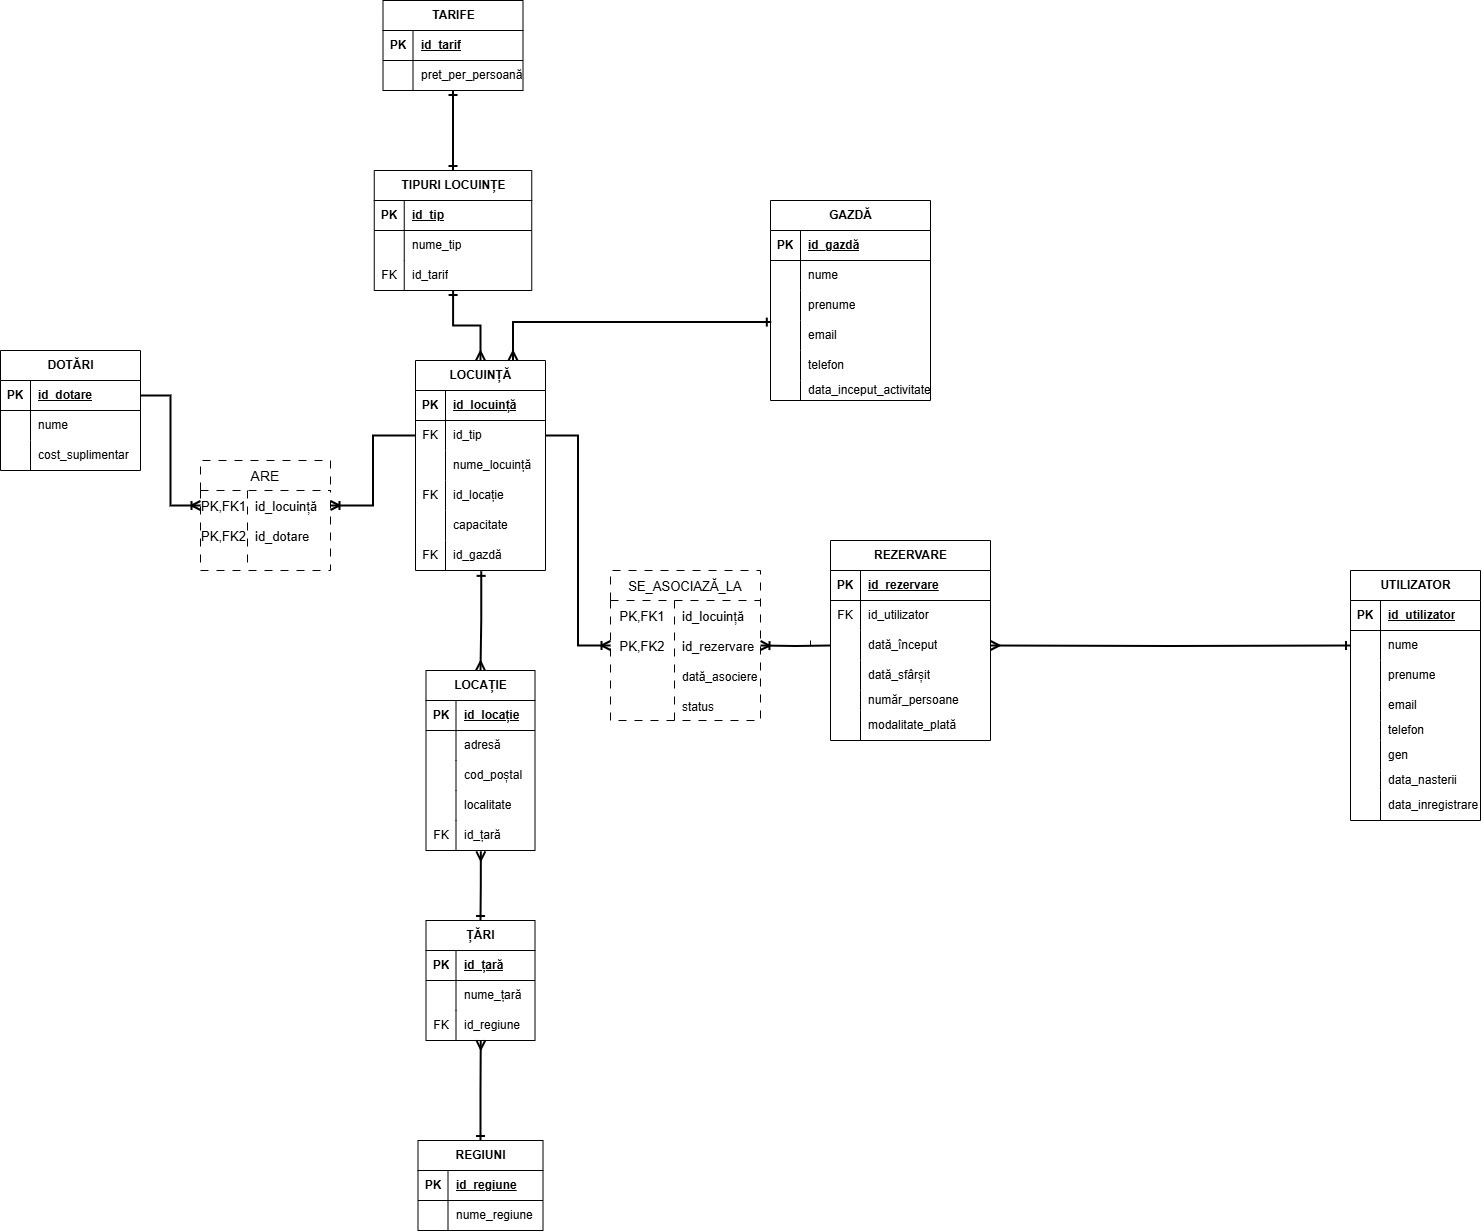 TARIFE
PK id_tarif
pret_per_persoană
TIPURI LOCUINȚE
PK id_tip
nume_tip
FK id_tarif
GAZDĂ
PK id_gazdă
nume
prenume
email
telefon
data_inceput_activitate
DOTĂRI
PK id_dotare
nume
cost_suplimentar
ARE
PK,FK1 id_locuință
PK,FK2 id_dotare
LOCUINȚĂ
PK id_locuință
FK id_tip
nume_locuință
FK id_locație
capacitate
FK id_gazdă
SE_ASOCIAZĂ_LA
PK,FK1 id_locuință
PK,FK2 id_rezervare
dată_asociere
status
REZERVARE
PK id_rezervare
FK id_utilizator
dată_început
dată_sfârșit
număr_persoane
modalitate_plată
UTILIZATOR
PK id_utilizator
nume
prenume
email
telefon
gen
data_nasterii
data_inregistrare
LOCAȚIE
PK id_locație
adresă
cod_poștal
localitate
FK id_țară
ȚĂRI
PK id_țară
nume_țară
FK id_regiune
REGIUNI
PK id_regiune
nume_regiune